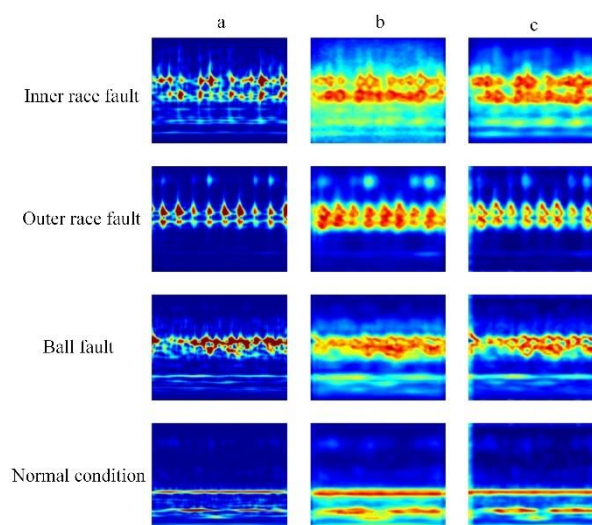 a b c
Inner race fault
Outer race fault
Ball fault
Normal condition